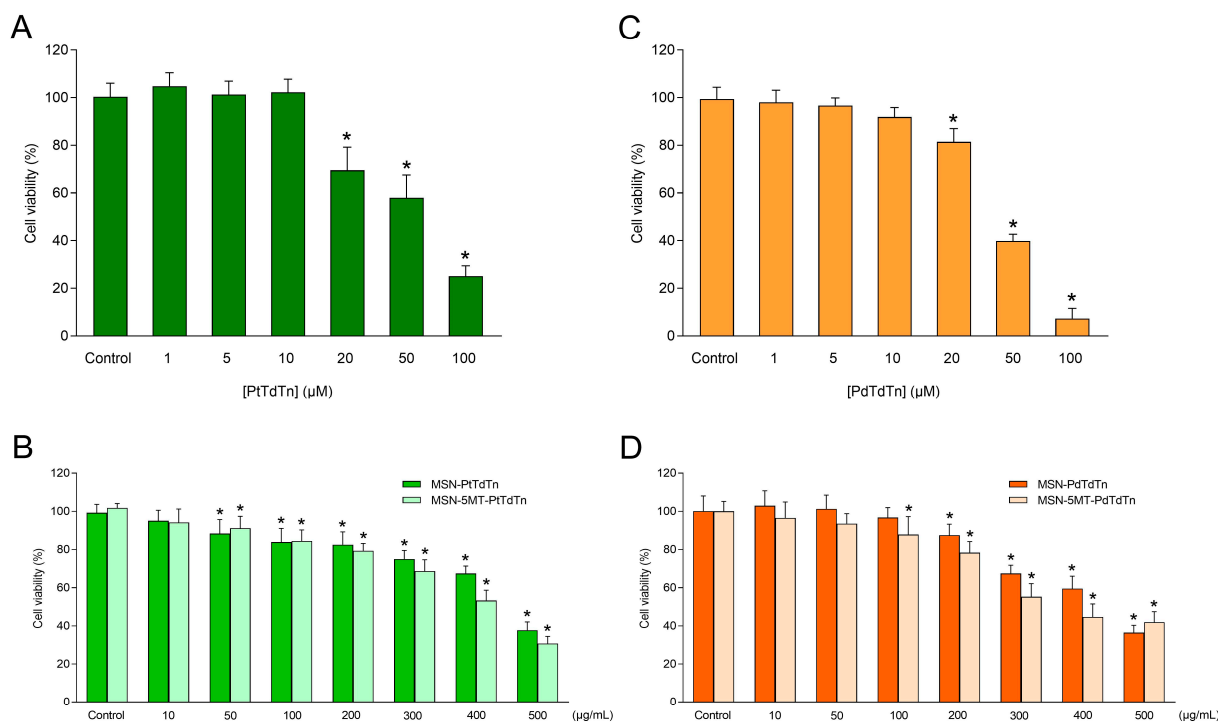 A
120
100
80
60
40
20
0
Cell viability (%)
* * *
Control 1 5 10 20 50 100
[PtTdTn] (µM)
C
120
100
80
60
40
20
0
Cell viability (%)
* * *
Control 1 5 10 20 50 100
[PdTdTn] (µM)
B
120
100
80
60
40
20
0
Cell viability (%)
MSN-PtTdTn
MSN-5MT-PtTdTn
* * * * * * * * * * * *
Control 10 50 100 200 300 400 500 (µg/mL)
D
120
100
80
60
40
20
0
Cell viability (%)
MSN-PdTdTn
MSN-5MT-PdTdTn
* * * * * * * * *
Control 10 50 100 200 300 400 500 (µg/mL)